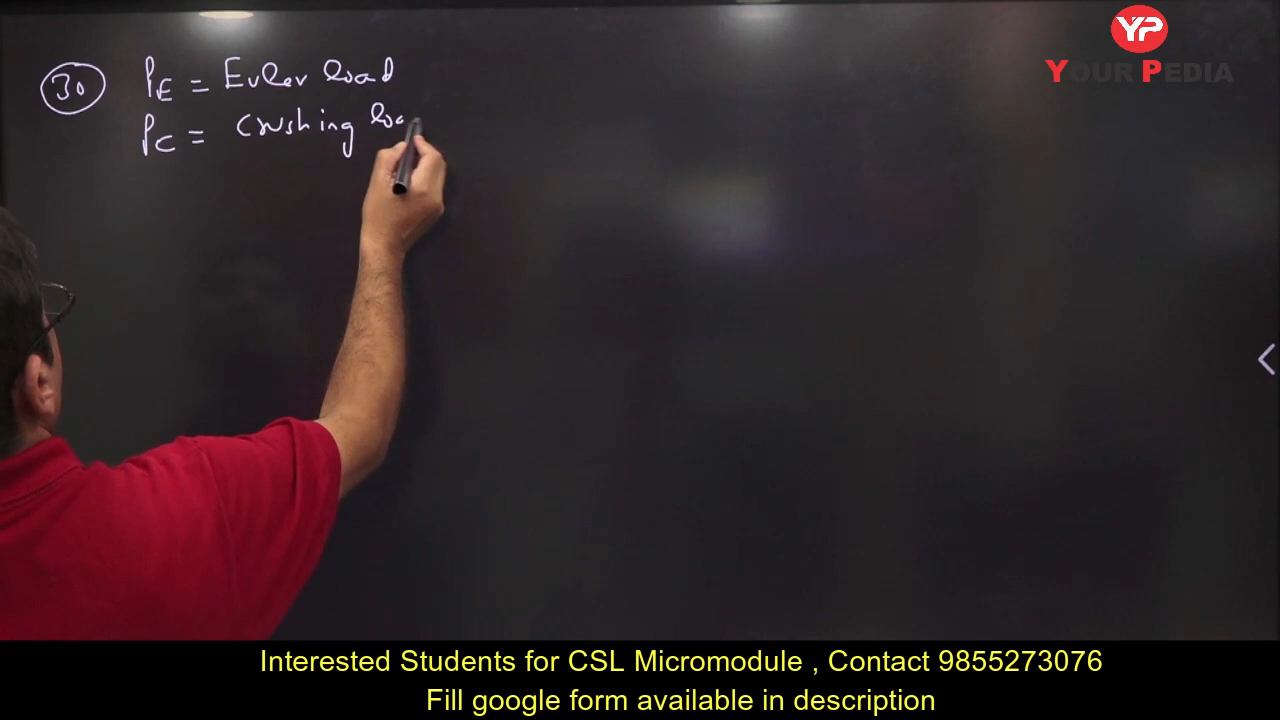 30 PE = Euler load
PC = Crushing loa
YP
YOUR PEDIA
Interested Students for CSL Micromodule , Contact 9855273076
Fill google form available in description